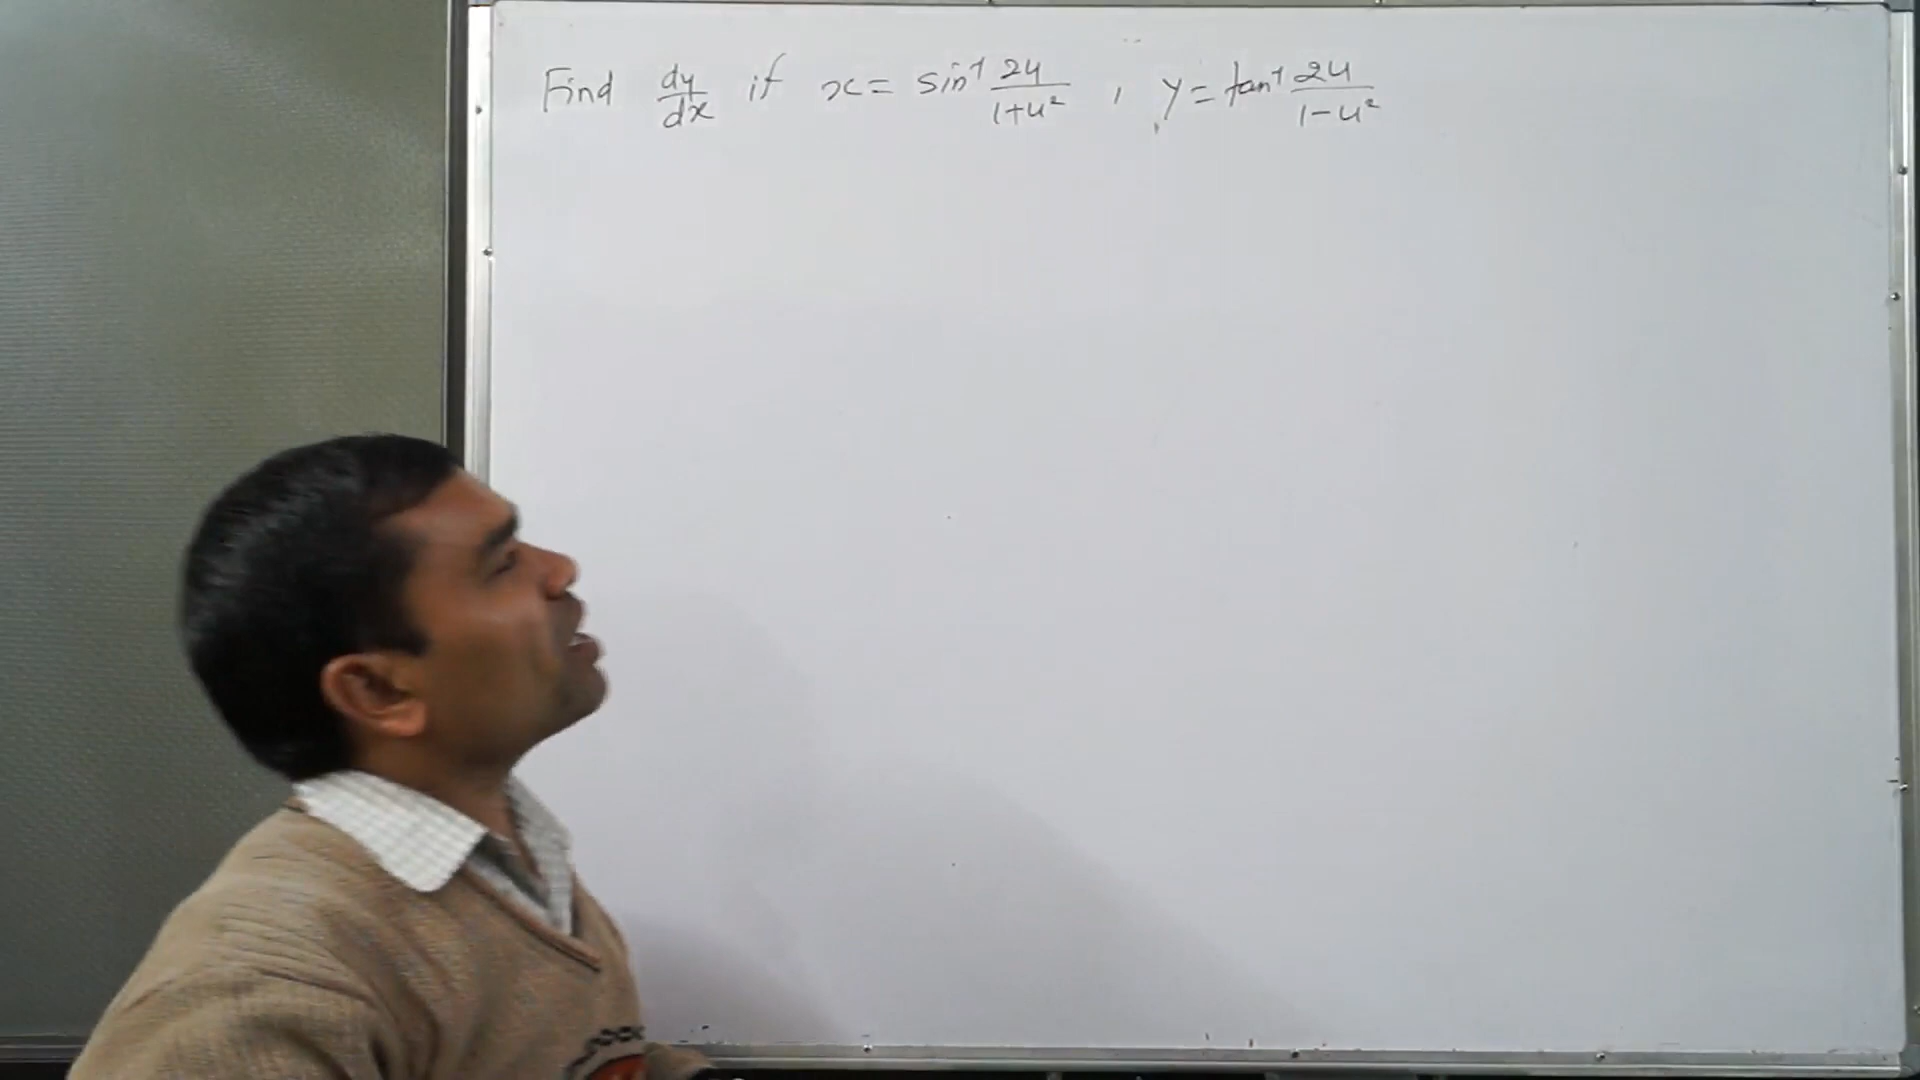 Find dy/dx if x = sin⁻¹ 2u/1+u² , y = tan⁻¹ 2u/1-u²